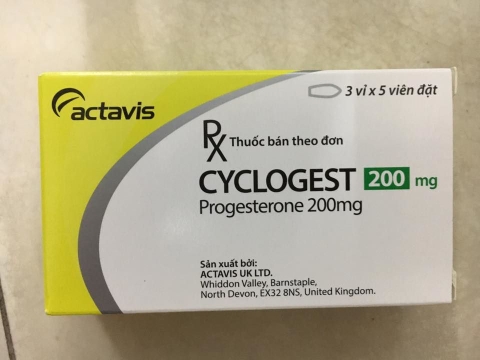 actavis
3 vỉ x 5 viên đặt
Rx Thuốc bán theo đơn
CYCLOGEST 200 mg
Progesterone 200mg
Sản xuất bởi:
ACTAVIS UK LTD.
Whiddon Valley, Barnstaple,
North Devon, EX32 8NS, United Kingdom.